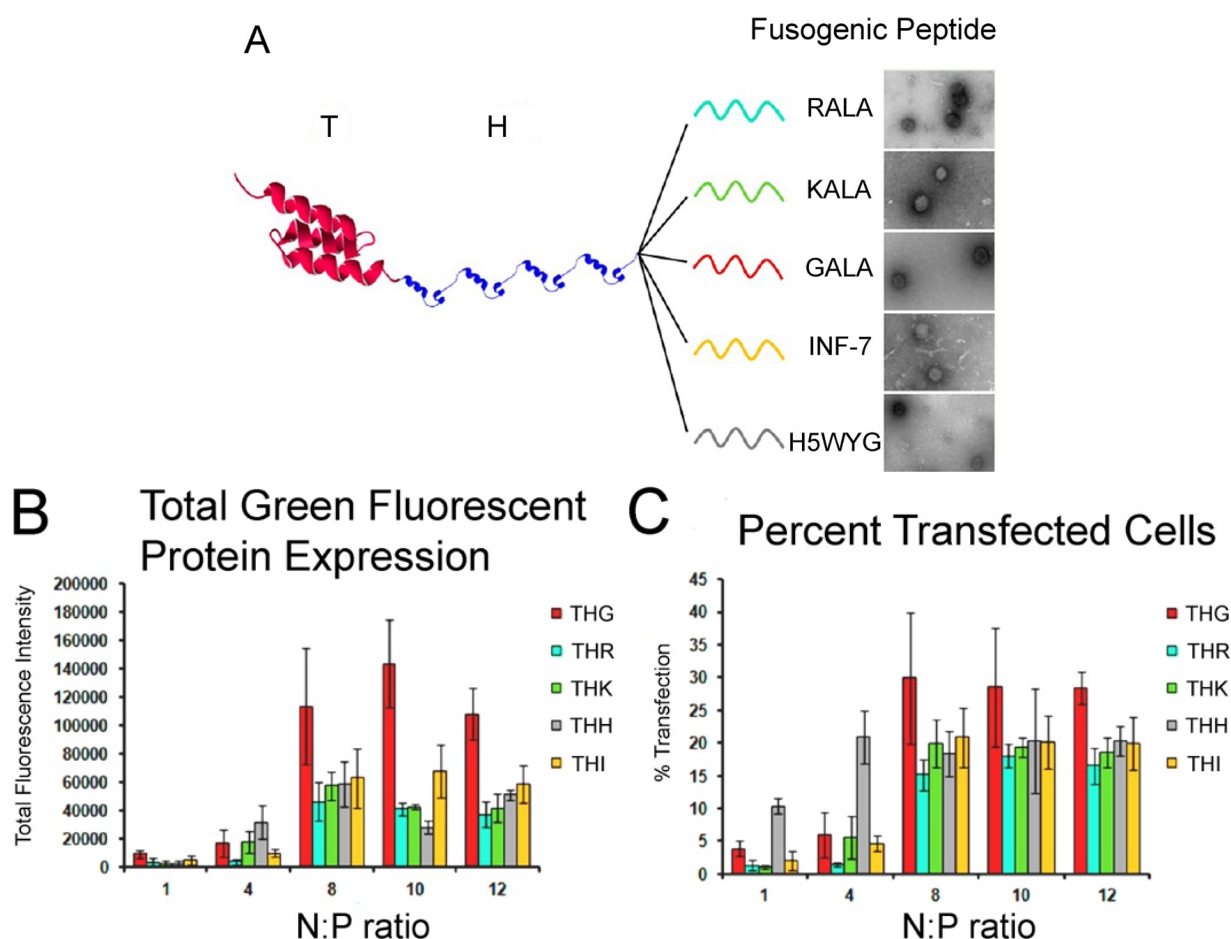 A
Fusogenic Peptide
T
H
RALA
KALA
GALA
INF-7
H5WYG
B
Total Green Fluorescent
Protein Expression
Total Fluorescence Intensity
200000
180000
160000
140000
120000
100000
80000
60000
40000
20000
0
1 4 8 10 12
N:P ratio
THG
THR
THK
THH
THI
C
Percent Transfected Cells
% Transfection
45
40
35
30
25
20
15
10
5
0
1 4 8 10 12
N:P ratio
THG
THR
THK
THH
THI